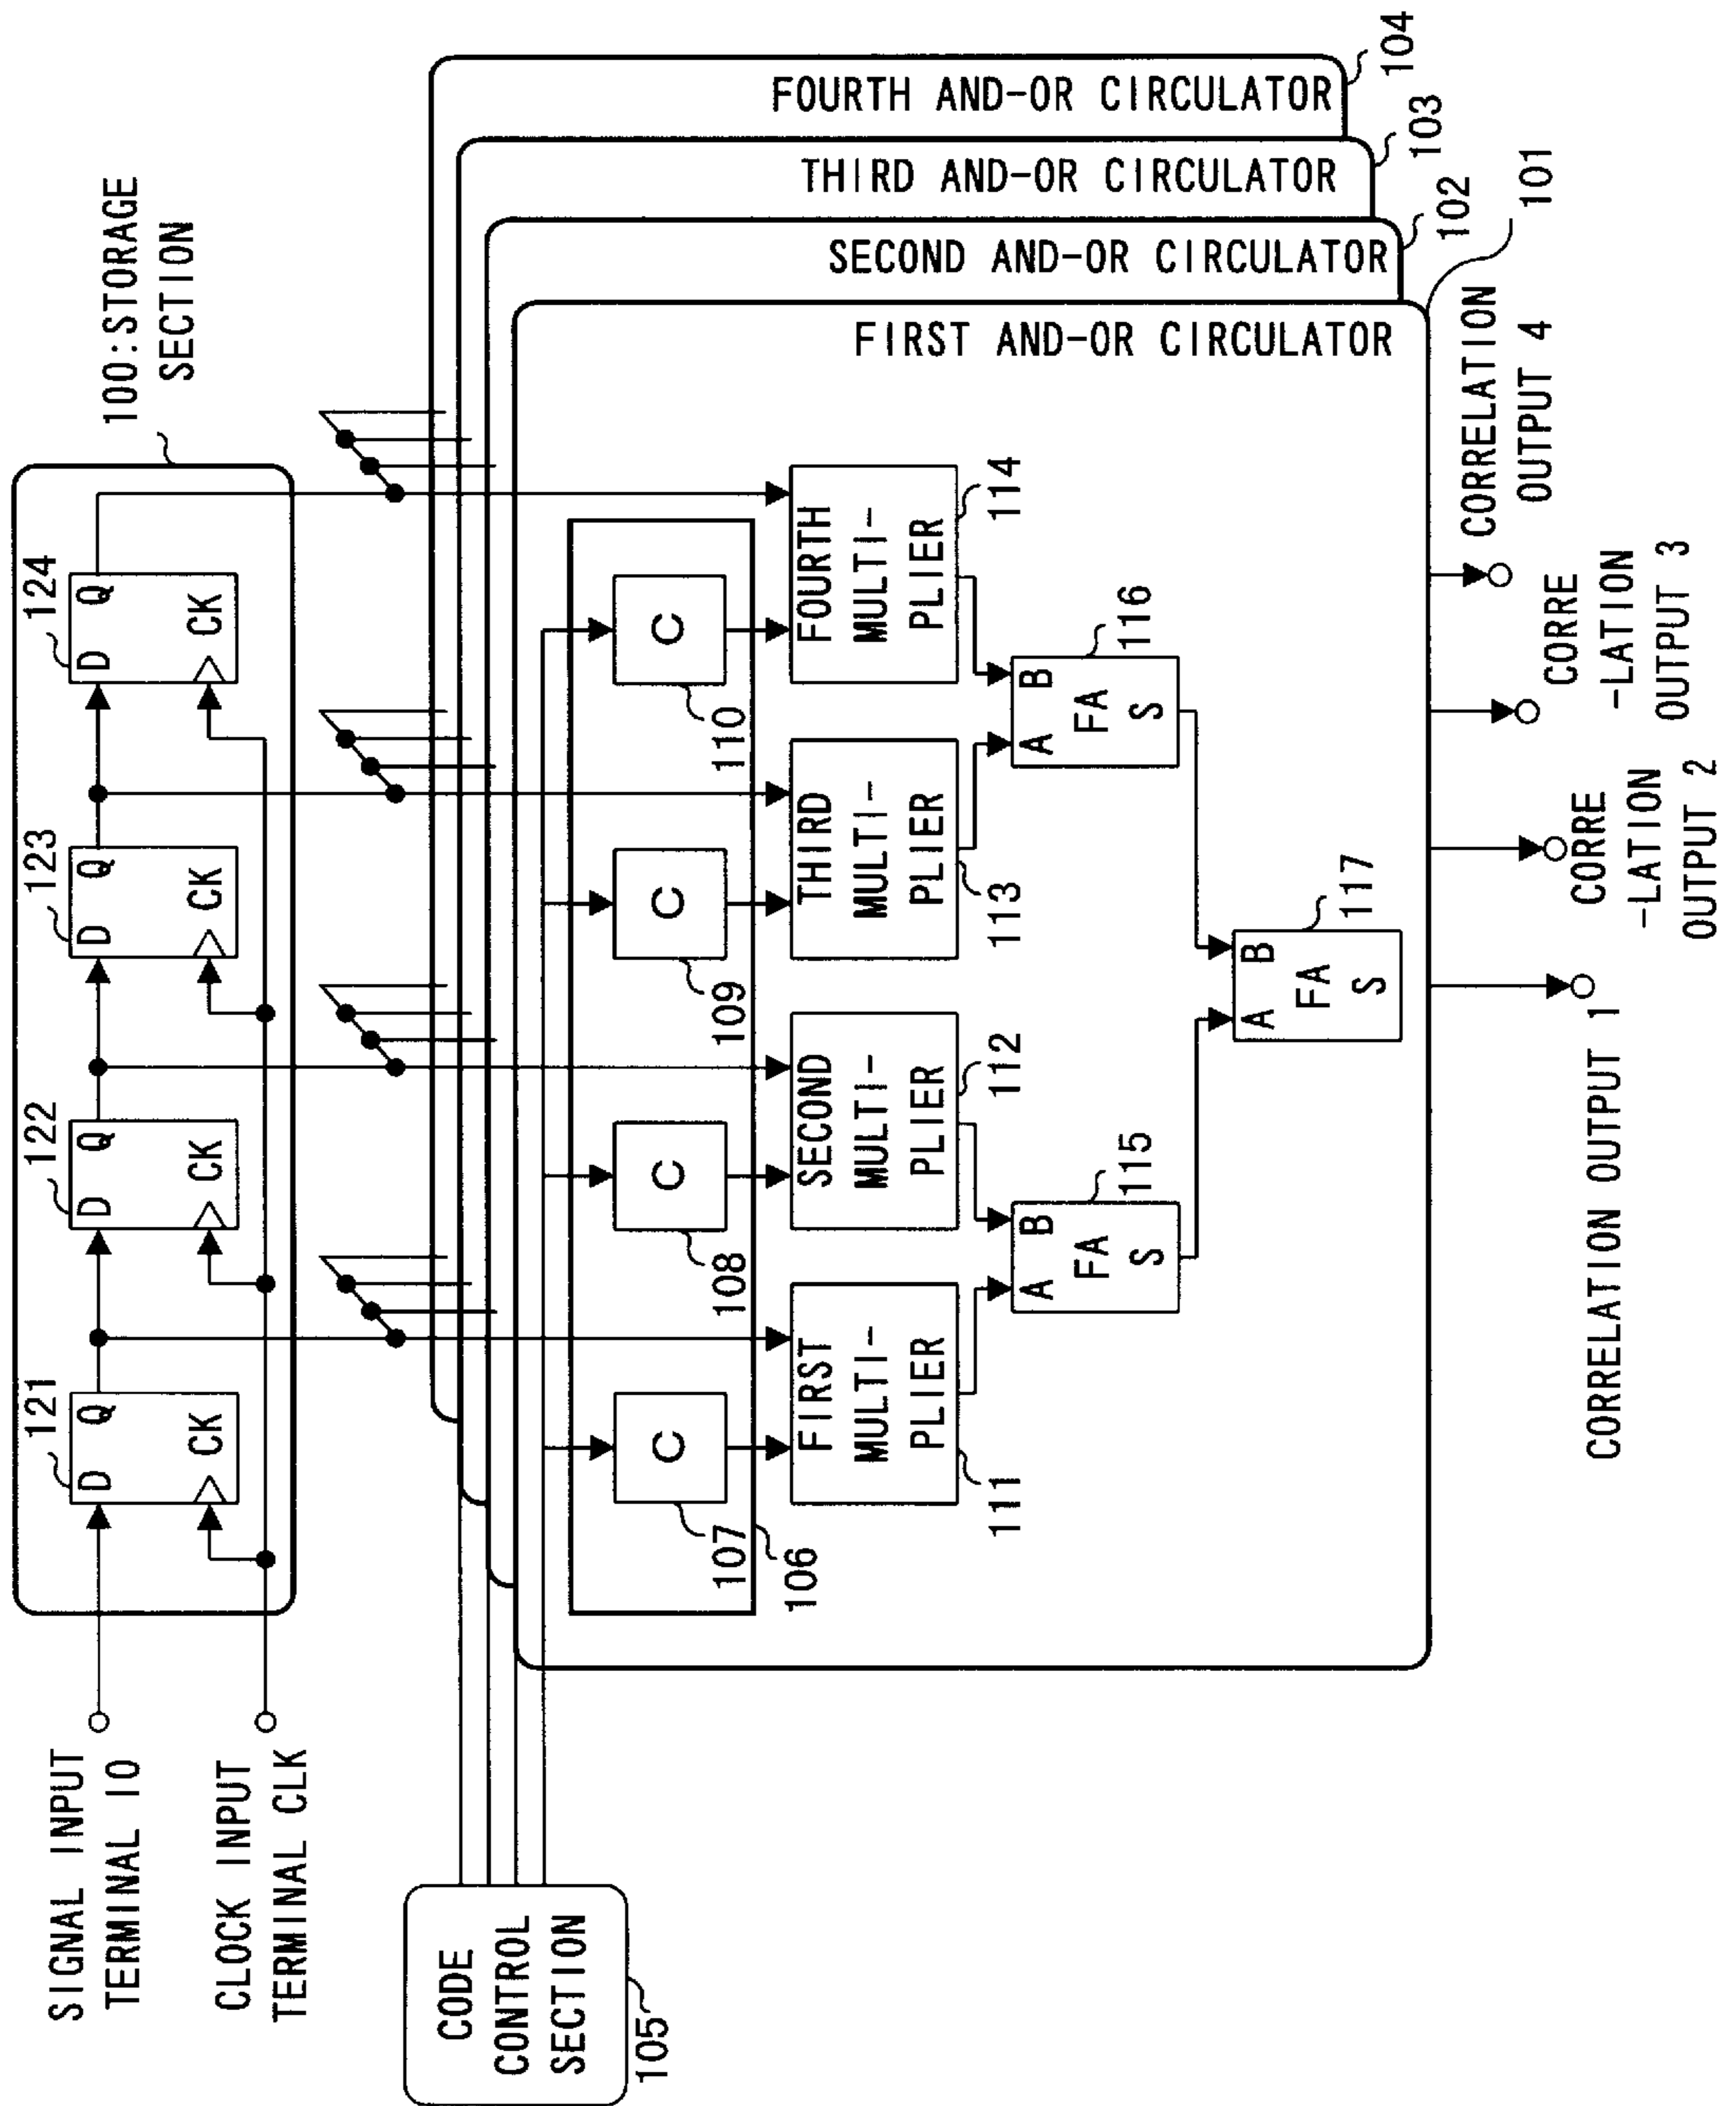 100:STORAGE
SECTION
SIGNAL INPUT
TERMINAL I0
CLOCK INPUT
TERMINAL CLK
121
D Q
CK
122
D Q
CK
123
D Q
CK
124
D Q
CK
CODE
CONTROL
SECTION
105
FOURTH AND-OR CIRCULATOR
104
THIRD AND-OR CIRCULATOR
103
SECOND AND-OR CIRCULATOR
102
FIRST AND-OR CIRCULATOR
101
C
107
C
108
C
109
C
110
106
FIRST
MULTI-
PLIER
111
SECOND
MULTI-
PLIER
112
THIRD
MULTI-
PLIER
113
FOURTH
MULTI-
PLIER
114
A B
FA
S
115
A B
FA
S
116
A B
FA
S
117
CORRELATION OUTPUT 1
CORRE
-LATION
OUTPUT 2
CORRE
-LATION
OUTPUT 3
CORRELATION
OUTPUT 4